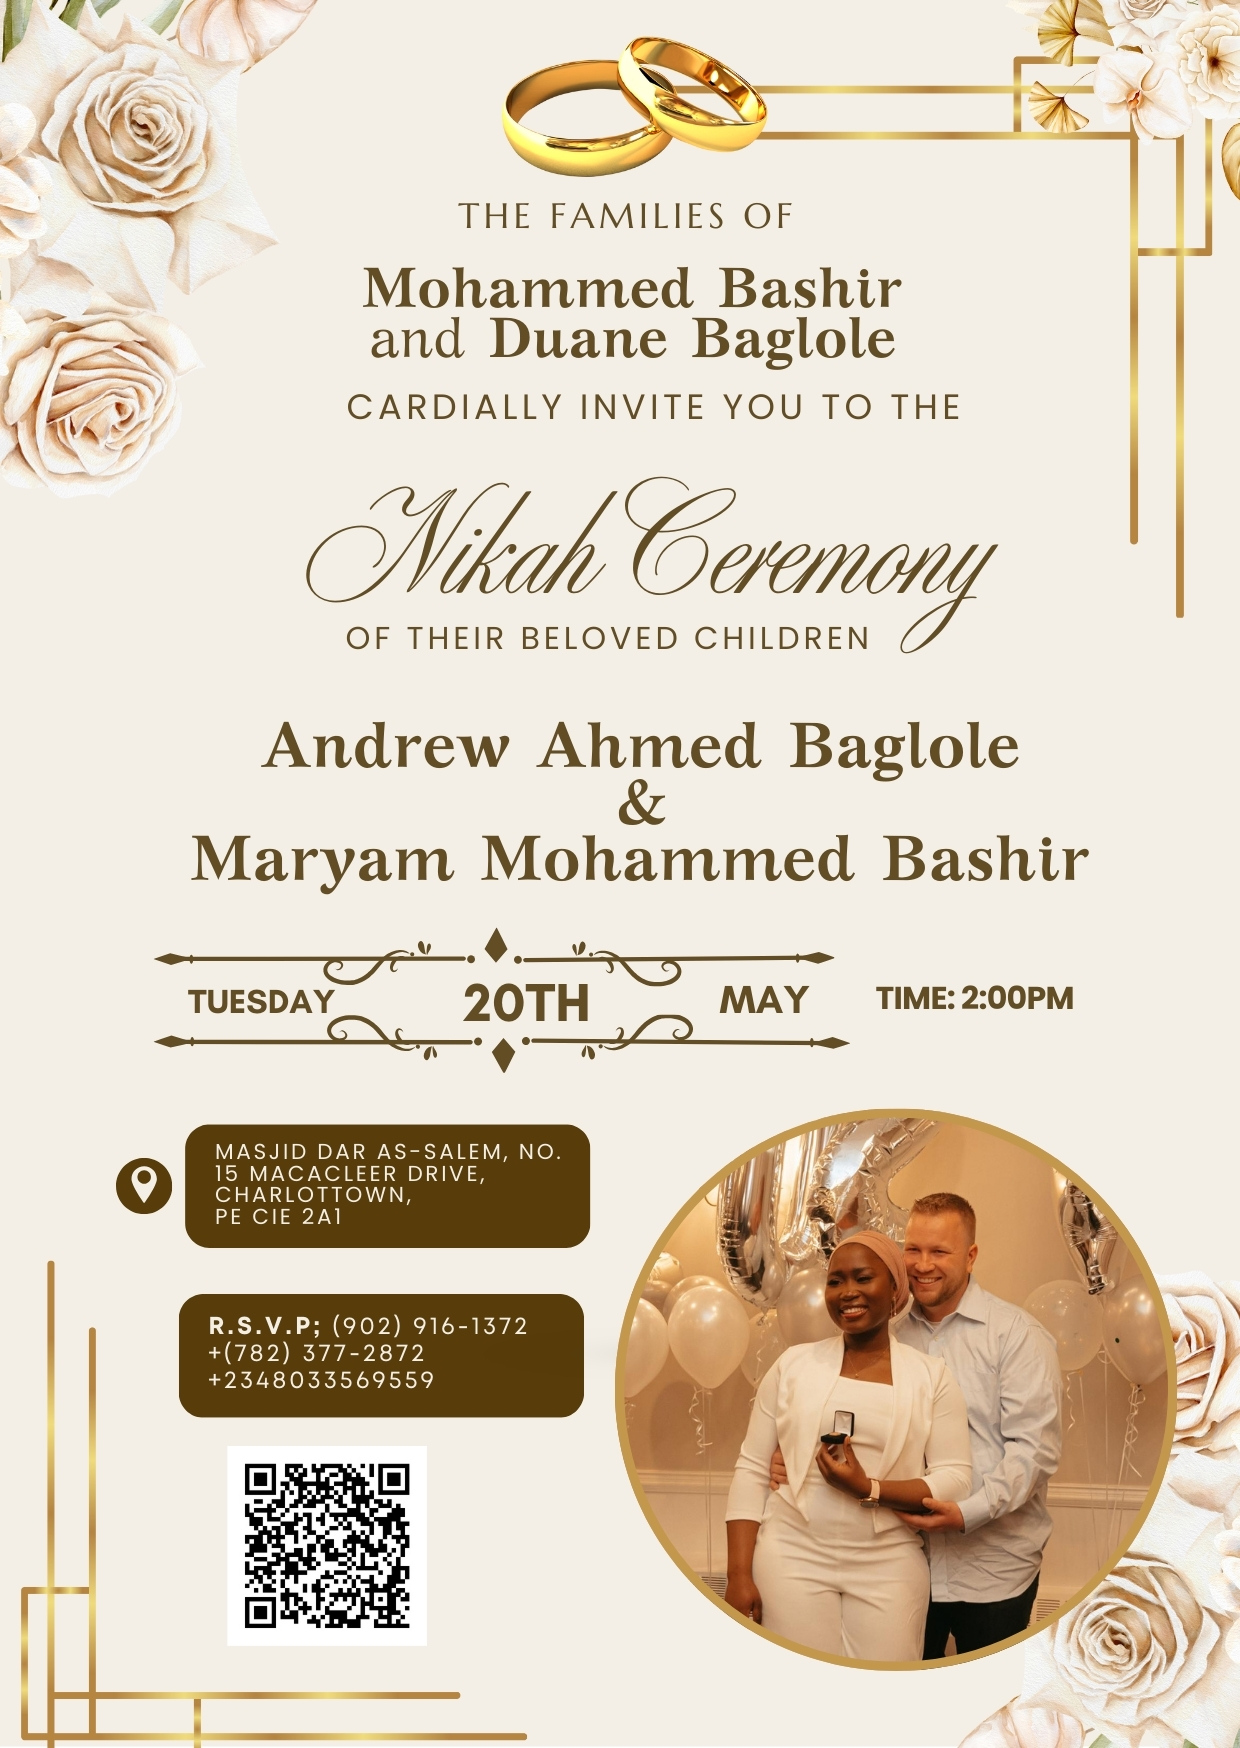 THE FAMILIES OF
Mohammed Bashir
and Duane Baglole
CARDIALLY INVITE YOU TO THE
Nikah Ceremony
OF THEIR BELOVED CHILDREN
Andrew Ahmed Baglole
&
Maryam Mohammed Bashir
TUESDAY 20TH MAY TIME: 2:00PM
MASJID DAR AS-SALEM, NO.
15 MACACLEER DRIVE,
CHARLOTTOWN,
PE CIE 2A1
R.S.V.P; (902) 916-1372
+(782) 377-2872
+2348033569559